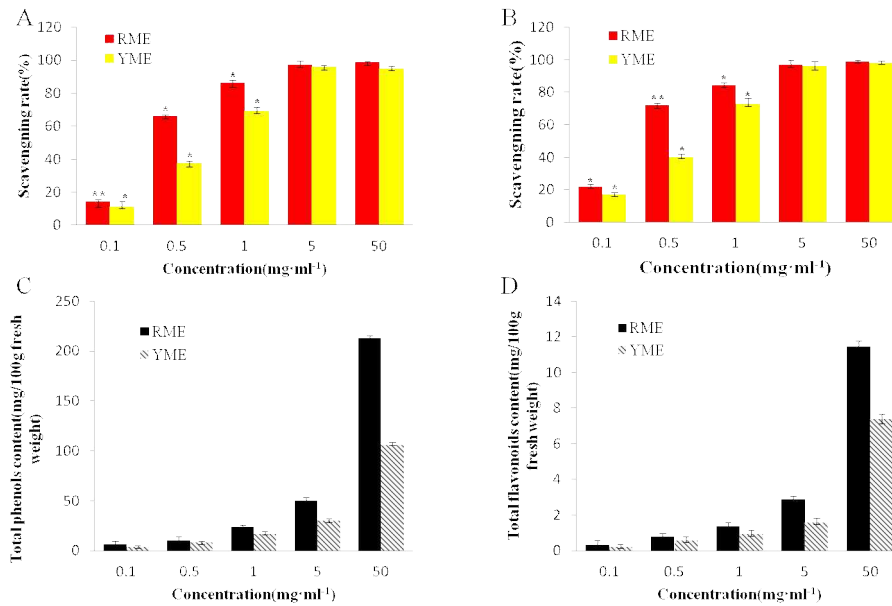 A
120
100
80
60
40
20
0
Scavengning rate(%)
RME
YME
** * * * * *
0.1 0.5 1 5 50
Concentration(mg·ml-1)
B
120
100
80
60
40
20
0
Scavengning rate(%)
RME
YME
* * ** * * *
0.1 0.5 1 5 50
Concentration(mg·ml-1)
C
250
200
150
100
50
0
Total phenols content(mg/100g fresh
weight)
RME
YME
0.1 0.5 1 5 50
Concentration(mg·ml-1)
D
14
12
10
8
6
4
2
0
Total flavonoids content(mg/100g
fresh weight)
RME
YME
0.1 0.5 1 5 50
Concentration(mg·ml-1)